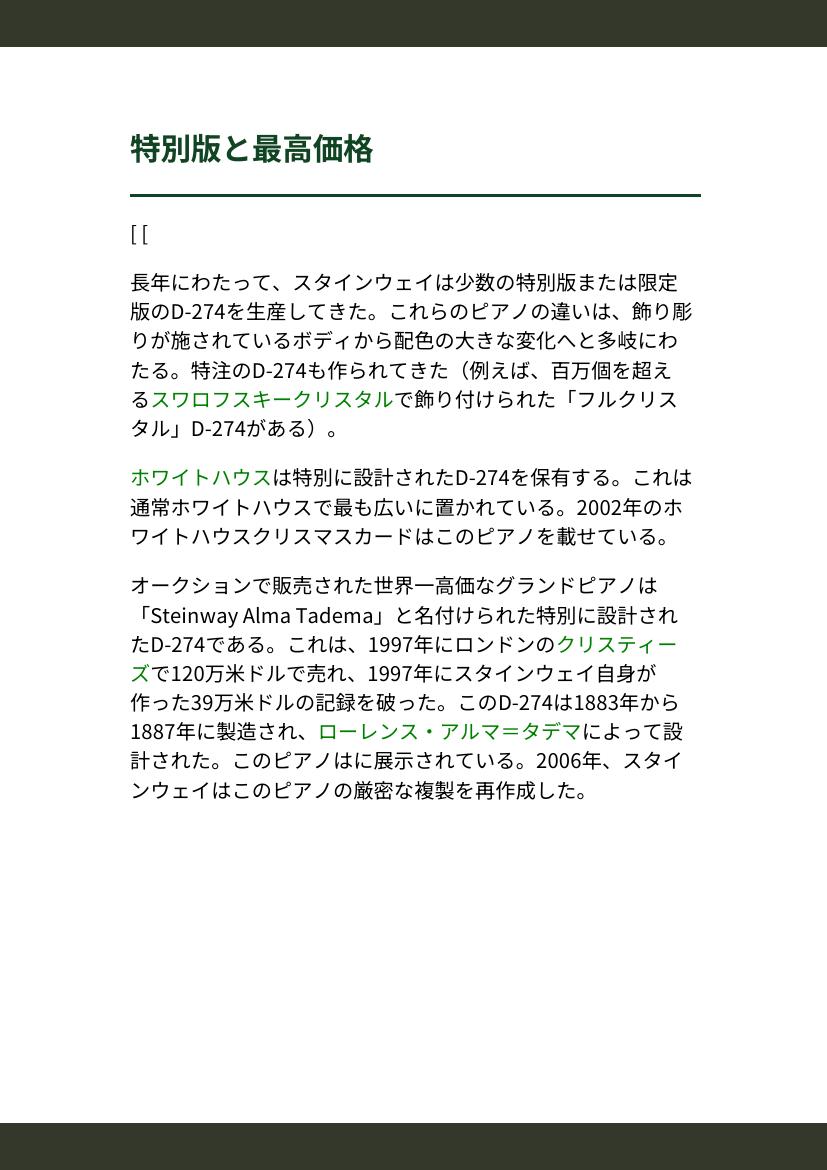 特別版と最高価格
[ [
長年にわたって、スタインウェイは少数の特別版または限定
版のD-274を生産してきた。これらのピアノの違いは、飾り彫
りが施されているボディから配色の大きな変化へと多岐にわ
たる。特注のD-274も作られてきた（例えば、百万個を超え
るスワロフスキークリスタルで飾り付けられた「フルクリス
タル」D-274がある）。
ホワイトハウスは特別に設計されたD-274を保有する。これは
通常ホワイトハウスで最も広いに置かれている。2002年のホ
ワイトハウスクリスマスカードはこのピアノを載せている。
オークションで販売された世界一高価なグランドピアノは
「Steinway Alma Tadema」と名付けられた特別に設計され
たD-274である。これは、1997年にロンドンのクリスティー
ズで120万米ドルで売れ、1997年にスタインウェイ自身が
作った39万米ドルの記録を破った。このD-274は1883年から
1887年に製造され、ローレンス・アルマ＝タデマによって設
計された。このピアノはに展示されている。2006年、スタイ
ンウェイはこのピアノの厳密な複製を再作成した。